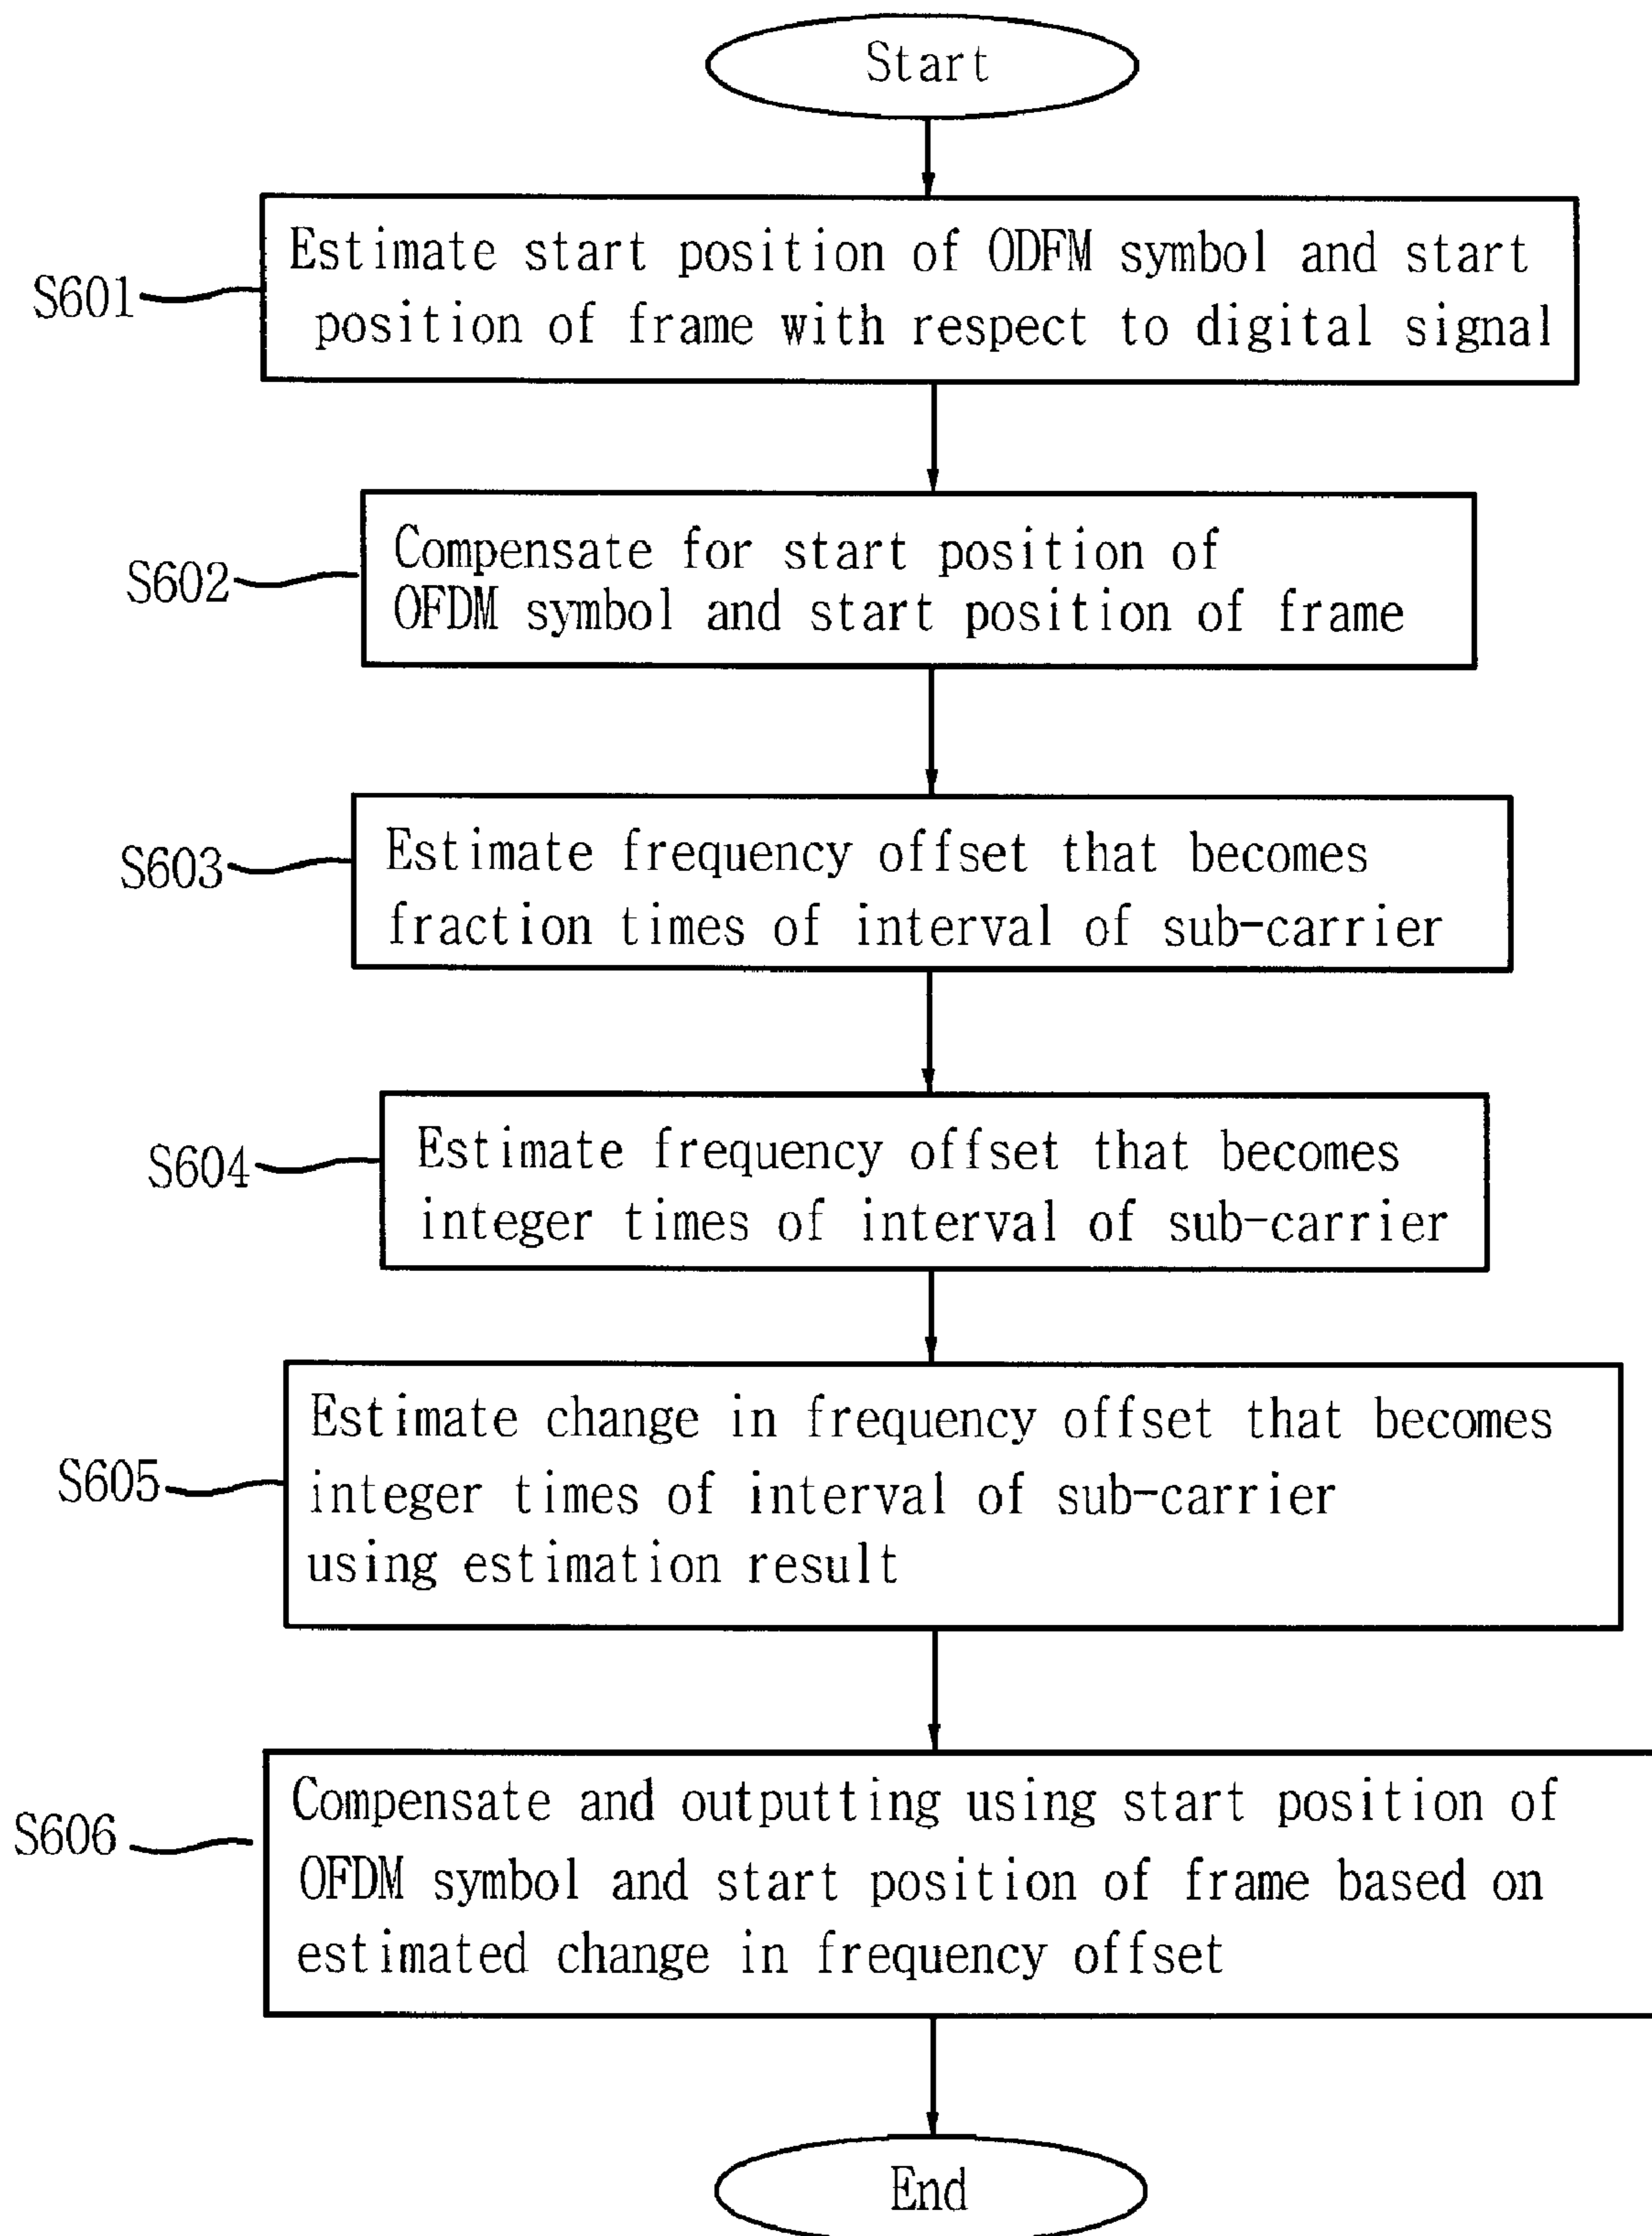 Start
S601
Estimate start position of ODFM symbol and start
position of frame with respect to digital signal
S602
Compensate for start position of
OFDM symbol and start position of frame
S603
Estimate frequency offset that becomes
fraction times of interval of sub-carrier
S604
Estimate frequency offset that becomes
integer times of interval of sub-carrier
S605
Estimate change in frequency offset that becomes
integer times of interval of sub-carrier
using estimation result
S606
Compensate and outputting using start position of
OFDM symbol and start position of frame based on
estimated change in frequency offset
End